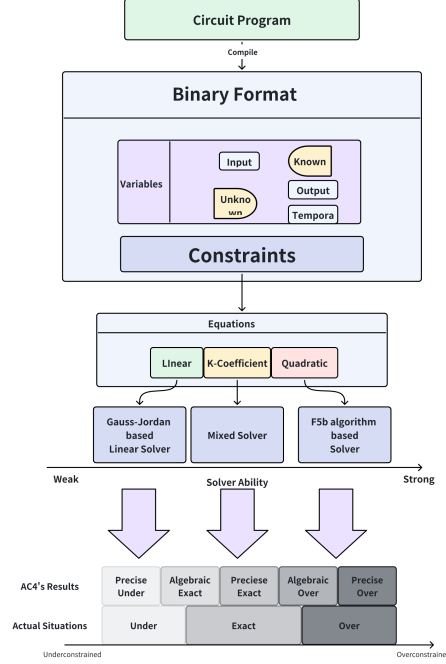 Circuit Program
Compile
Binary Format
Variables
Input
Known
Unkno
wn
Output
Tempora
Constraints
Equations
LInear
K-Coefficient
Quadratic
Gauss-Jordan
based
Linear Solver
Mixed Solver
F5b algorithm
based
Solver
Weak
Solver Ability
Strong
AC4's Results
Precise
Under
Algebraic
Exact
Preciese
Exact
Algebraic
Over
Precise
Over
Actual Situations
Under
Exact
Over
Underconstrained
Overconstraine